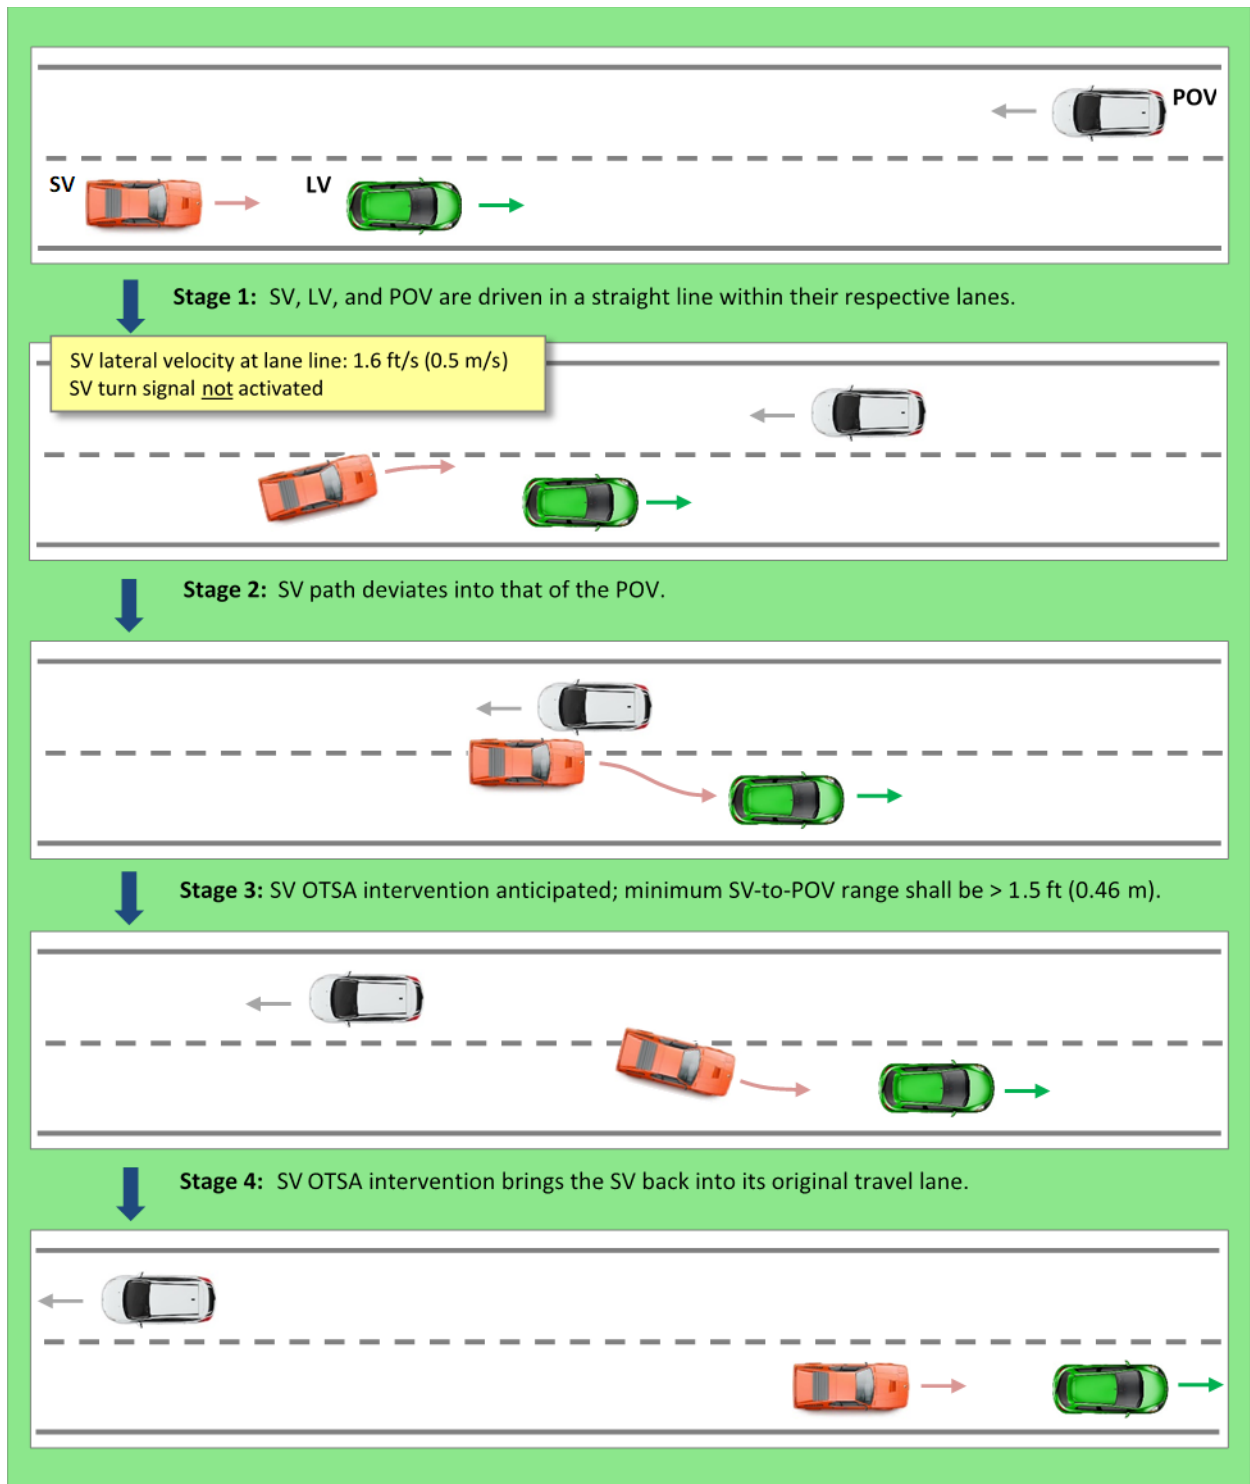 POV
SV
LV
Stage 1: SV, LV, and POV are driven in a straight line within their respective lanes.
SV lateral velocity at lane line: 1.6 ft/s (0.5 m/s)
SV turn signal not activated
Stage 2: SV path deviates into that of the POV.
Stage 3: SV OTSA intervention anticipated; minimum SV-to-POV range shall be > 1.5 ft (0.46 m).
Stage 4: SV OTSA intervention brings the SV back into its original travel lane.